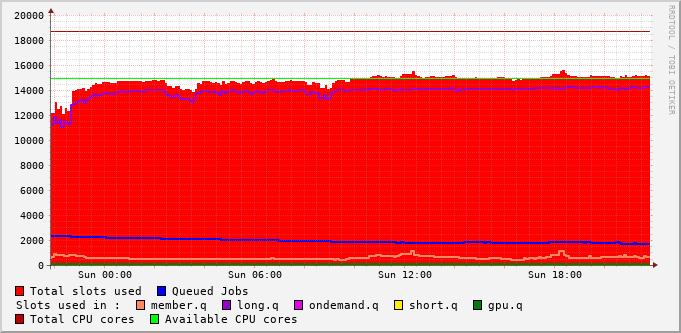 RRDTOOL / TOBI OETIKER
20000
18000
16000
14000
12000
10000
8000
6000
4000
2000
0
Sun 00:00 Sun 06:00 Sun 12:00 Sun 18:00
Total slots used Queued Jobs
Slots used in : member.q long.q ondemand.q short.q gpu.q
Total CPU cores Available CPU cores